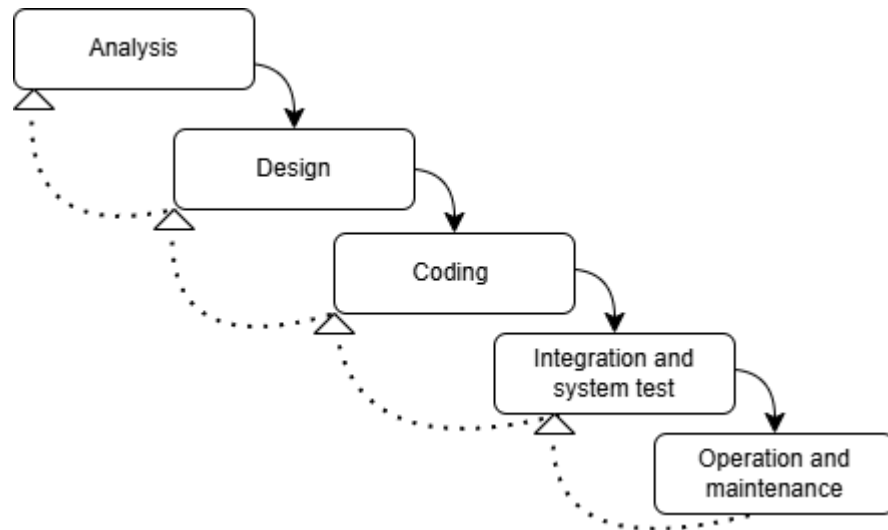 Analysis
Design
Coding
Integration and
system test
Operation and
maintenance